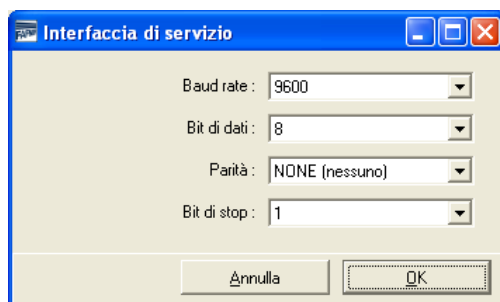 Interfaccia di servizio
Baud rate : 9600
Bit di dati : 8
Parità : NONE (nessuno)
Bit di stop : 1
Annulla OK